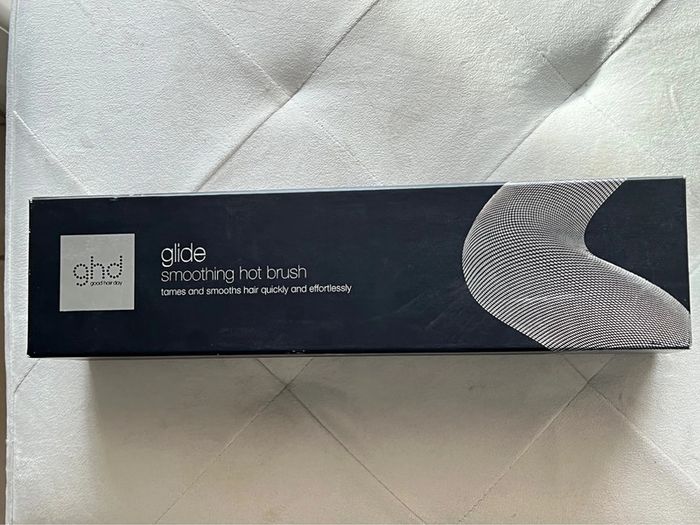 ghd
good hair day
glide
smoothing hot brush
tames and smooths hair quickly and effortlessly